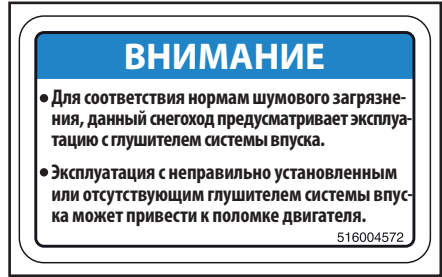 ВНИМАНИЕ
• Для соответствия нормам шумового загрязне-
ния, данный снегоход предусматривает эксплуа-
тацию с глушителем системы впуска.
• Эксплуатация с неправильно установленным
или отсутствующим глушителем системы впус-
ка может привести к поломке двигателя.
516004572